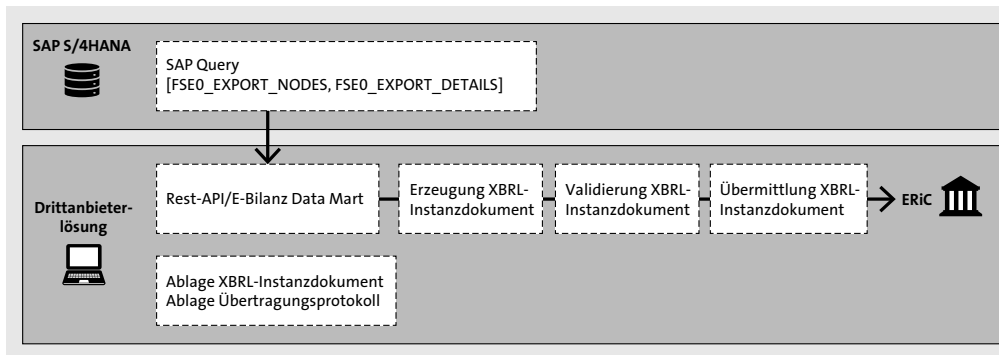 SAP S/4HANA
SAP Query
[FSE0_EXPORT_NODES, FSE0_EXPORT_DETAILS]
Drittanbieter-
lösung
Rest-API/E-Bilanz Data Mart
Erzeugung XBRL-
Instanzdokument
Validierung XBRL-
Instanzdokument
Übermittlung XBRL-
Instanzdokument
ERiC
Ablage XBRL-Instanzdokument
Ablage Übertragungsprotokoll